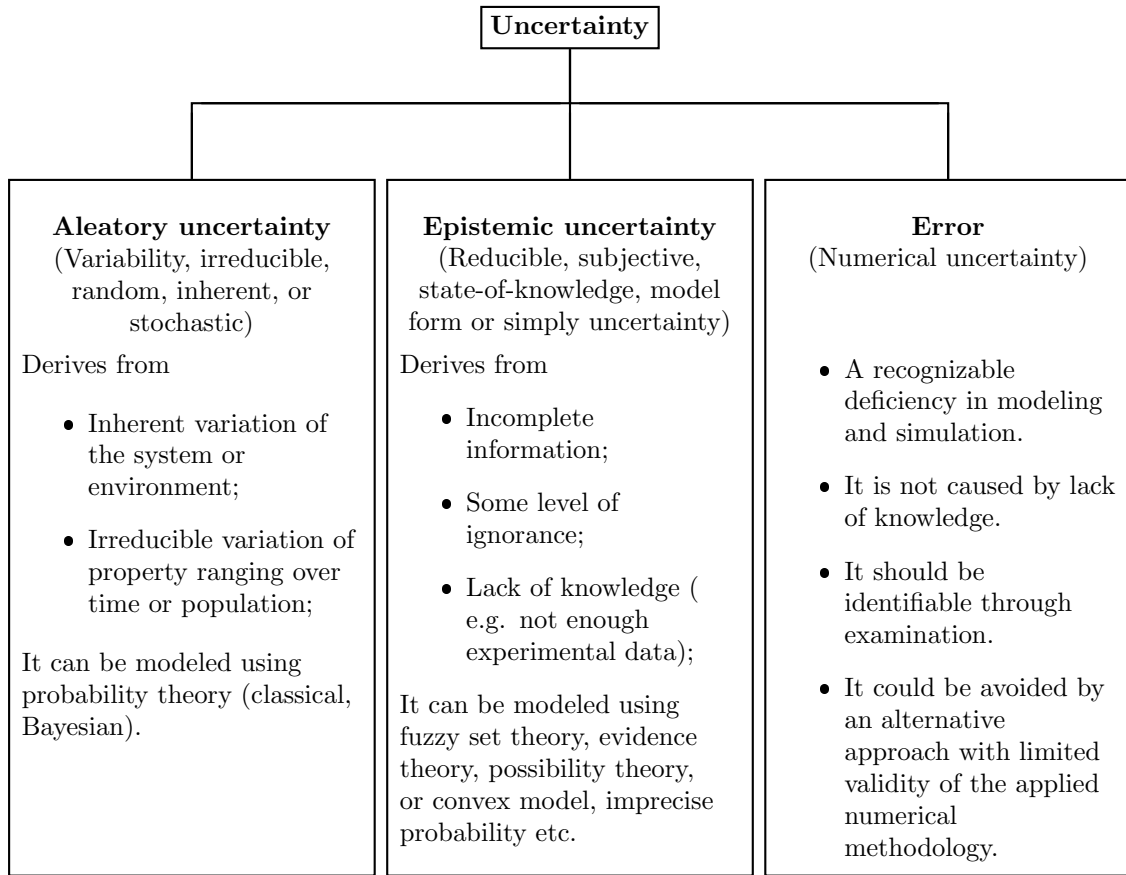 Uncertainty
Aleatory uncertainty
(Variability, irreducible,
random, inherent, or
stochastic)
Derives from
• Inherent variation of
the system or
environment;
• Irreducible variation of
property ranging over
time or population;
It can be modeled using
probability theory (classical,
Bayesian).
Epistemic uncertainty
(Reducible, subjective,
state-of-knowledge, model
form or simply uncertainty)
Derives from
• Incomplete
information;
• Some level of
ignorance;
• Lack of knowledge (
e.g. not enough
experimental data);
It can be modeled using
fuzzy set theory, evidence
theory, possibility theory,
or convex model, imprecise
probability etc.
Error
(Numerical uncertainty)
• A recognizable
deficiency in modeling
and simulation.
• It is not caused by lack
of knowledge.
• It should be
identifiable through
examination.
• It could be avoided by
an alternative
approach with limited
validity of the applied
numerical
methodology.